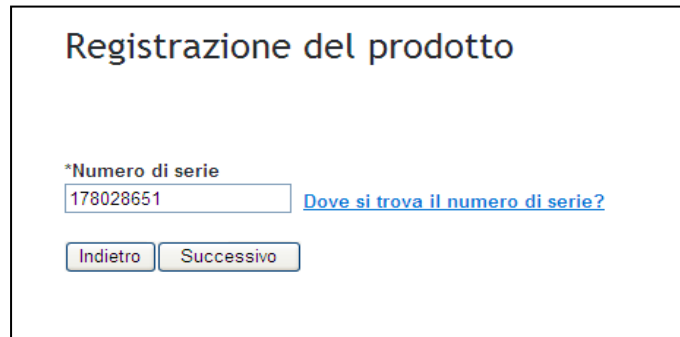 Registrazione del prodotto
*Numero di serie
178028651 Dove si trova il numero di serie?
Indietro Successivo